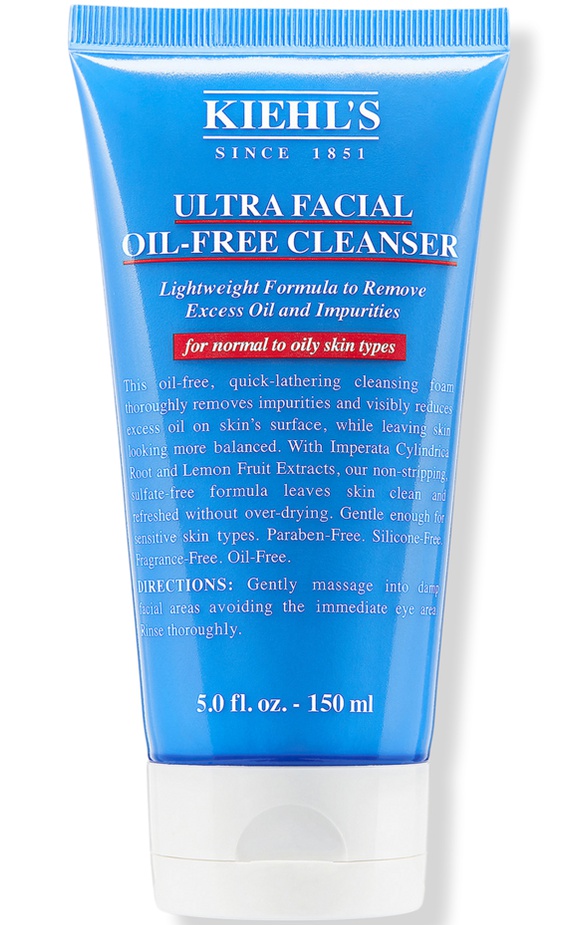 KIEHL'S
SINCE 1851
ULTRA FACIAL
OIL-FREE CLEANSER
Lightweight Formula to Remove
Excess Oil and Impurities
for normal to oily skin types
This oil-free, quick-lathering cleansing foam
thoroughly removes impurities and visibly reduces
excess oil on skin's surface, while leaving skin
looking more balanced. With Imperata Cylindrica
Root and Lemon Fruit Extracts, our non-stripping,
sulfate-free formula leaves skin clean and
refreshed without over-drying. Gentle enough for
sensitive skin types. Paraben-Free. Silicone-Free.
Fragrance-Free. Oil-Free.
DIRECTIONS: Gently massage into damp
facial areas avoiding the immediate eye area.
Rinse thoroughly.
5.0 fl. oz. - 150 ml